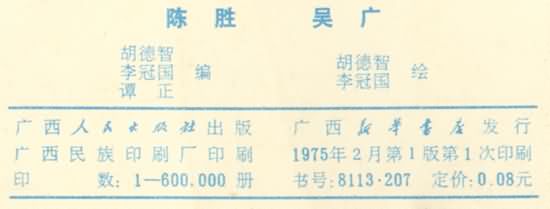 陈胜 吴广
胡德智
李冠国 编
谭正
胡德智
李冠国 绘
广西人民出版社出版 广西新华书店发行
广西民族印刷厂印刷 1975年2月第1版第1次印刷
印 数: 1—600,000 册 书号: 8113·207 定价: 0.08元